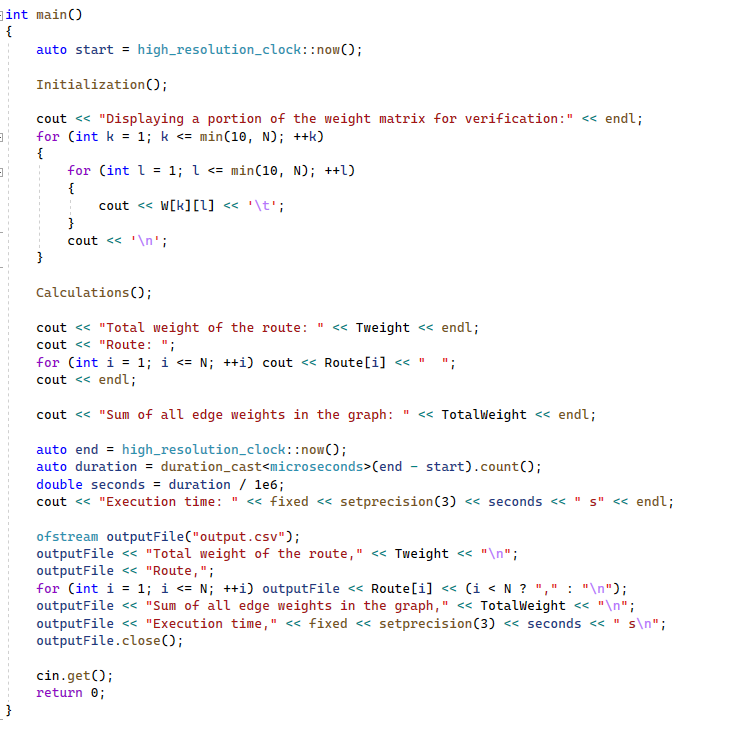 int main()
{
    auto start = high_resolution_clock::now();

    Initialization();

    cout << "Displaying a portion of the weight matrix for verification:" << endl;
    for (int k = 1; k <= min(10, N); ++k)
    {
        for (int l = 1; l <= min(10, N); ++l)
        {
            cout << W[k][l] << '\t';
        }
        cout << '\n';
    }

    Calculations();

    cout << "Total weight of the route: " << Tweight << endl;
    cout << "Route: ";
    for (int i = 1; i <= N; ++i) cout << Route[i] << "  ";
    cout << endl;

    cout << "Sum of all edge weights in the graph: " << TotalWeight << endl;

    auto end = high_resolution_clock::now();
    auto duration = duration_cast<microseconds>(end - start).count();
    double seconds = duration / 1e6;
    cout << "Execution time: " << fixed << setprecision(3) << seconds << " s" << endl;

    ofstream outputFile("output.csv");
    outputFile << "Total weight of the route," << Tweight << "\n";
    outputFile << "Route,";
    for (int i = 1; i <= N; ++i) outputFile << Route[i] << (i < N ? "," : "\n");
    outputFile << "Sum of all edge weights in the graph," << TotalWeight << "\n";
    outputFile << "Execution time," << fixed << setprecision(3) << seconds << " s\n";
    outputFile.close();

    cin.get();
    return 0;
}